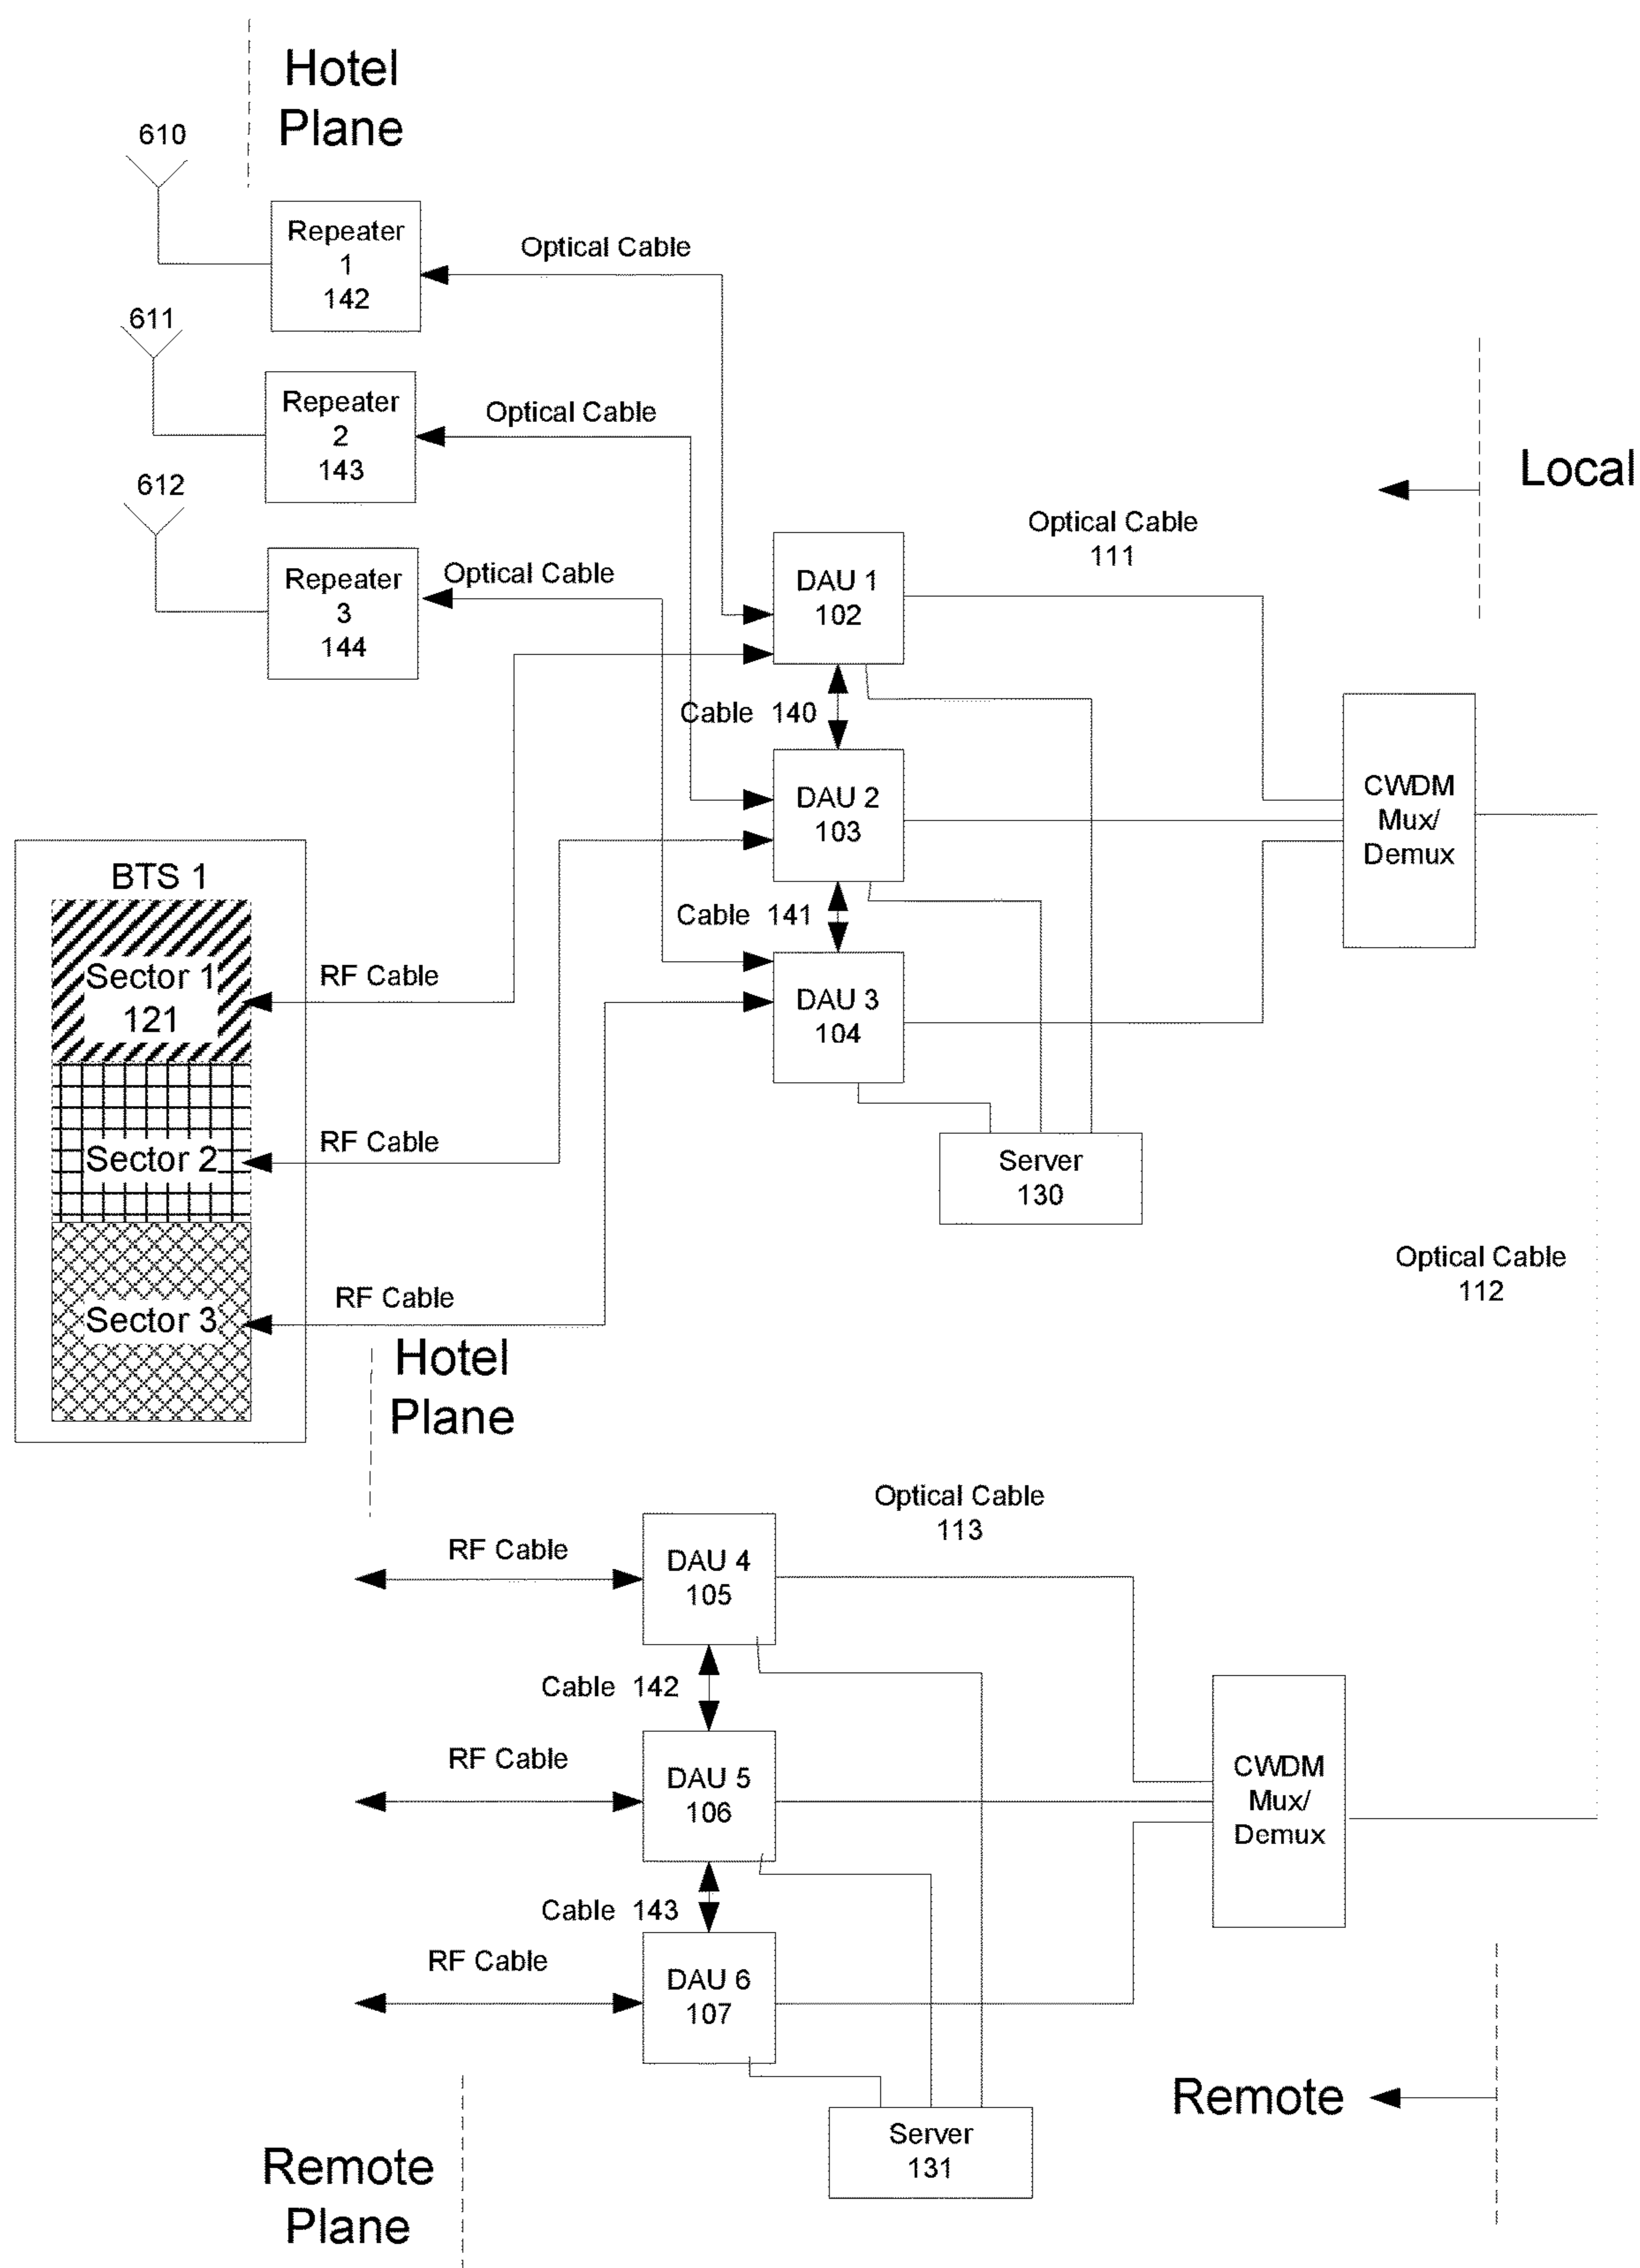 Hotel
Plane
610
Repeater
1
142
Optical Cable
611
Repeater
2
143
Optical Cable
612
Repeater
3
144
Optical Cable
Local
Optical Cable
111
DAU 1
102
Cable 140
DAU 2
103
CWDM
Mux/
Demux
Cable 141
DAU 3
104
BTS 1
Sector 1
121
RF Cable
Sector 2
RF Cable
Sector 3
RF Cable
Server
130
Optical Cable
112
Hotel
Plane
Optical Cable
113
RF Cable
DAU 4
105
Cable 142
RF Cable
DAU 5
106
CWDM
Mux/
Demux
Cable 143
RF Cable
DAU 6
107
Remote
Server
131
Remote
Plane